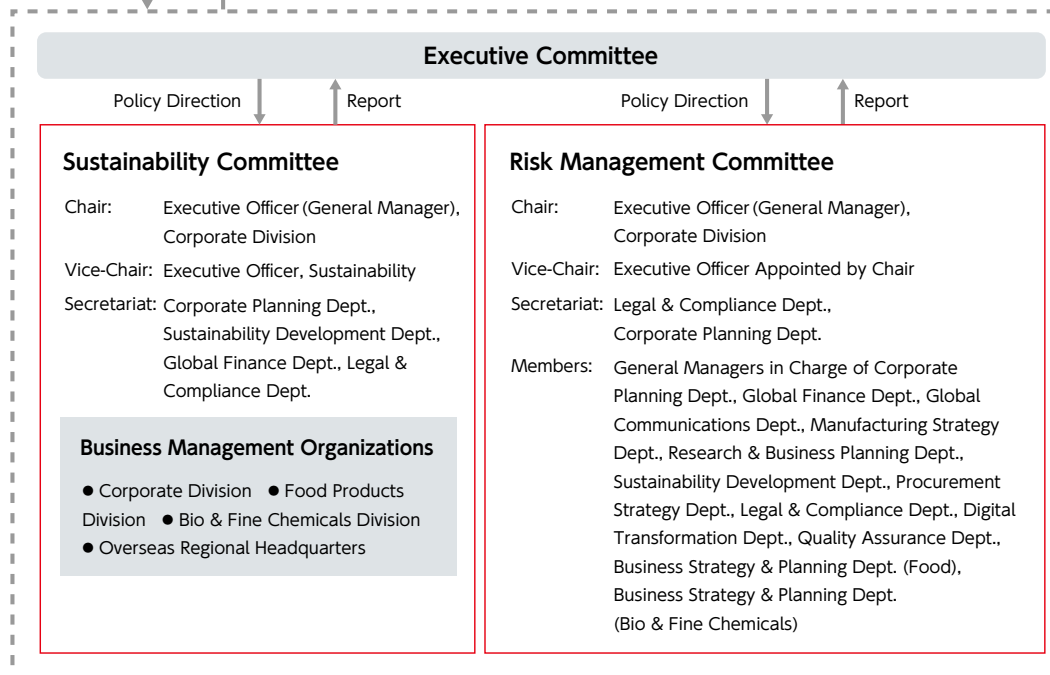 Executive Committee
Policy Direction
Report
Policy Direction
Report
Sustainability Committee
Chair: Executive Officer (General Manager),
Corporate Division
Vice-Chair: Executive Officer, Sustainability
Secretariat: Corporate Planning Dept.,
Sustainability Development Dept.,
Global Finance Dept., Legal &
Compliance Dept.
Business Management Organizations
● Corporate Division ● Food Products
Division ● Bio & Fine Chemicals Division
● Overseas Regional Headquarters
Risk Management Committee
Chair: Executive Officer (General Manager),
Corporate Division
Vice-Chair: Executive Officer Appointed by Chair
Secretariat: Legal & Compliance Dept.,
Corporate Planning Dept.
Members: General Managers in Charge of Corporate
Planning Dept., Global Finance Dept., Global
Communications Dept., Manufacturing Strategy
Dept., Research & Business Planning Dept.,
Sustainability Development Dept., Procurement
Strategy Dept., Legal & Compliance Dept., Digital
Transformation Dept., Quality Assurance Dept.,
Business Strategy & Planning Dept. (Food),
Business Strategy & Planning Dept.
(Bio & Fine Chemicals)